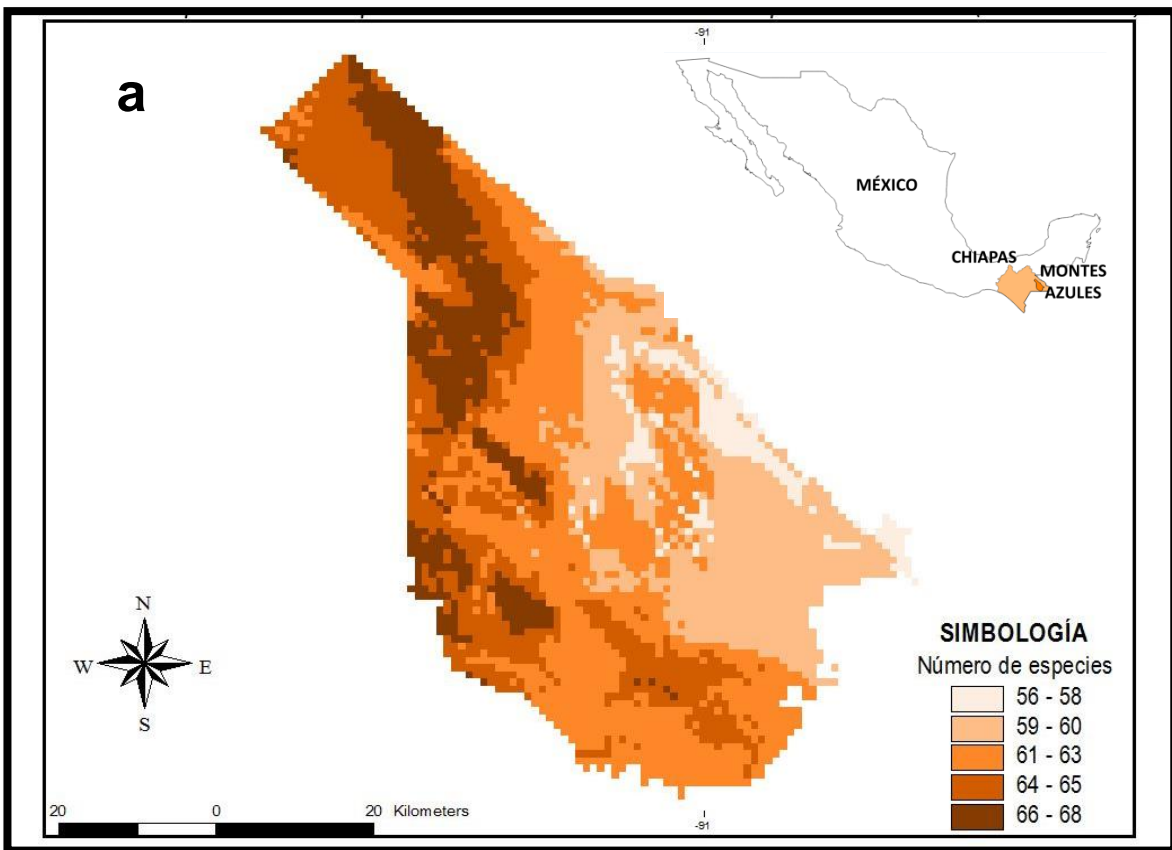 -91
a
MÉXICO
CHIAPAS
MONTES
AZULES
N
W
E
S
SIMBOLOGÍA
Número de especies
56 - 58
59 - 60
61 - 63
64 - 65
66 - 68
20
0
20 Kilometers
-91